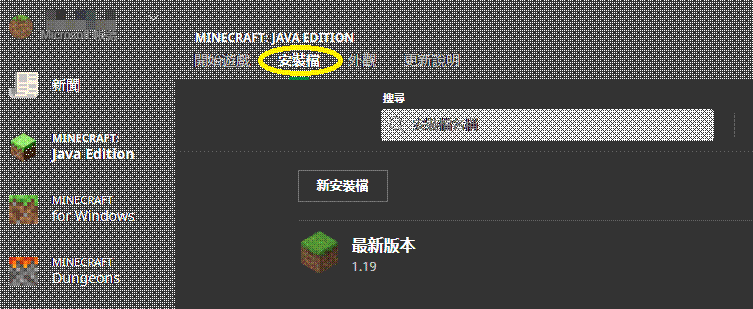 新聞
MINECRAFT:
Java Edition
MINECRAFT
for Windows
MINECRAFT
Dungeons
MINECRAFT: JAVA EDITION
開始遊戲 安裝檔 外觀 更新說明
搜尋
新安裝檔
最新版本
1.19